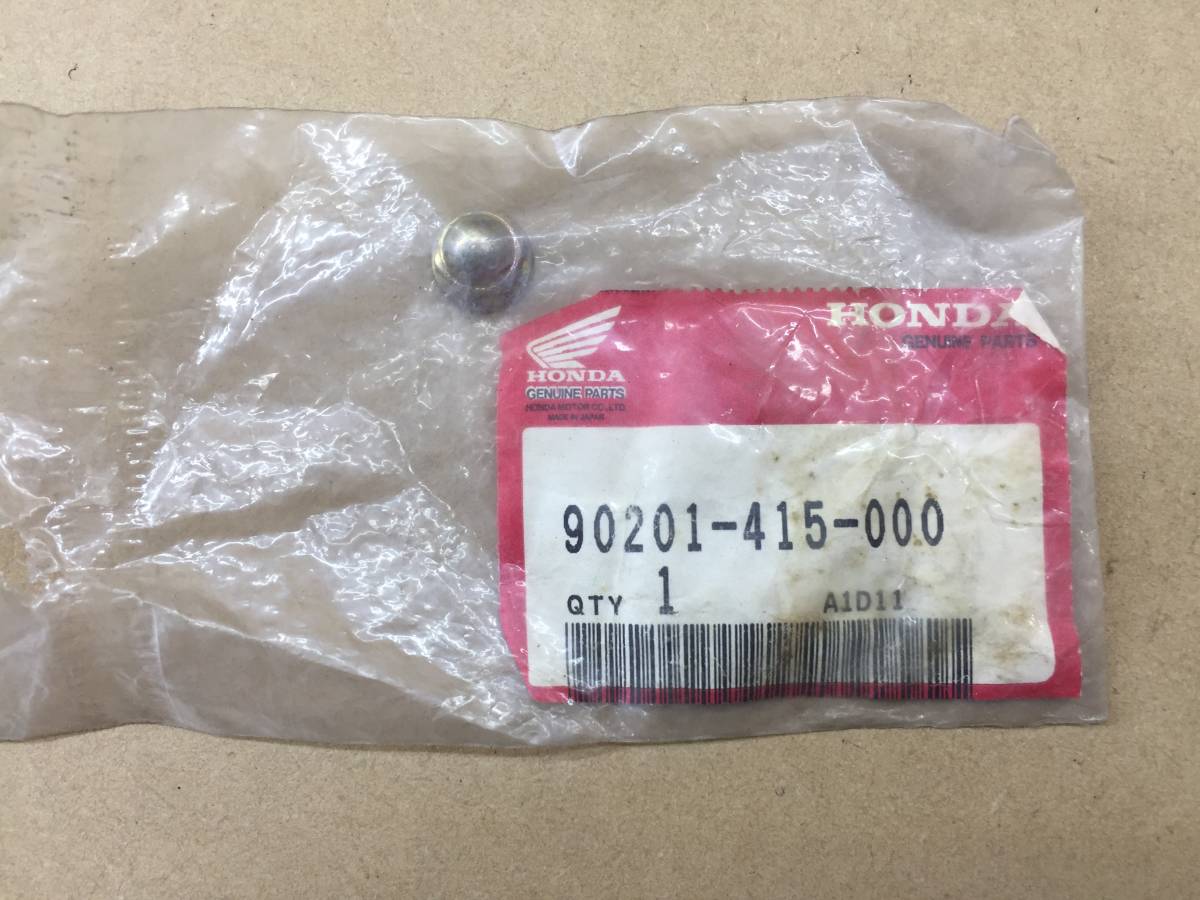 HONDA
GENUINE PARTS
HONDA
GENUINE PARTS
HONDA MOTOR CO., LTD.
MADE IN JAPAN
90201-415-000
QTY 1 A1D11